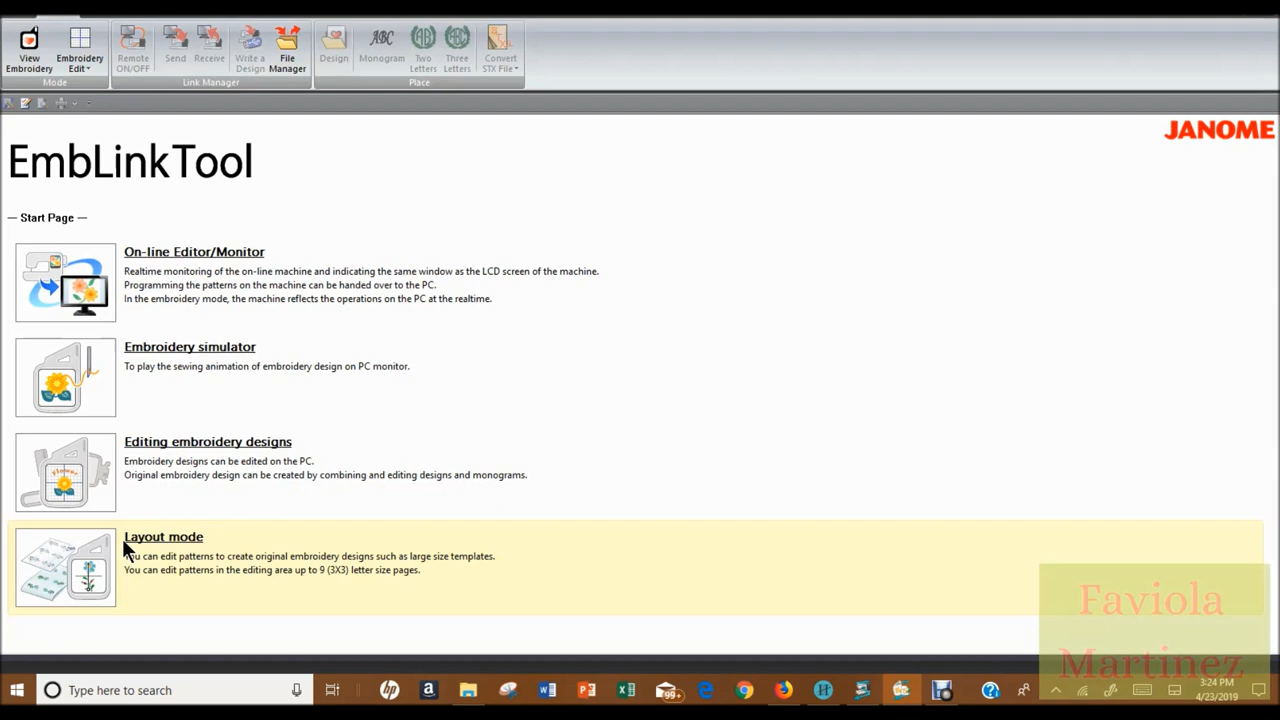 View Embroidery
Embroidery Edit
Remote ON/OFF
Send
Receive
Write a Design
File Manager
Design
ABC
Monogram
Two Letters
Three Letters
Convert STX File
Mode
Link Manager
Place
JANOME
EmbLinkTool
— Start Page —
On-line Editor/Monitor
Realtime monitoring of the on-line machine and indicating the same window as the LCD screen of the machine.
Programming the patterns on the machine can be handed over to the PC.
In the embroidery mode, the machine reflects the operations on the PC at the realtime.
Embroidery simulator
To play the sewing animation of embroidery design on PC monitor.
Editing embroidery designs
Embroidery designs can be edited on the PC.
Original embroidery design can be created by combining and editing designs and monograms.
Layout mode
You can edit patterns to create original embroidery designs such as large size templates.
You can edit patterns in the editing area up to 9 (3X3) letter size pages.
Faviola
Martinez
Type here to search
99+
3:24 PM
4/23/2019